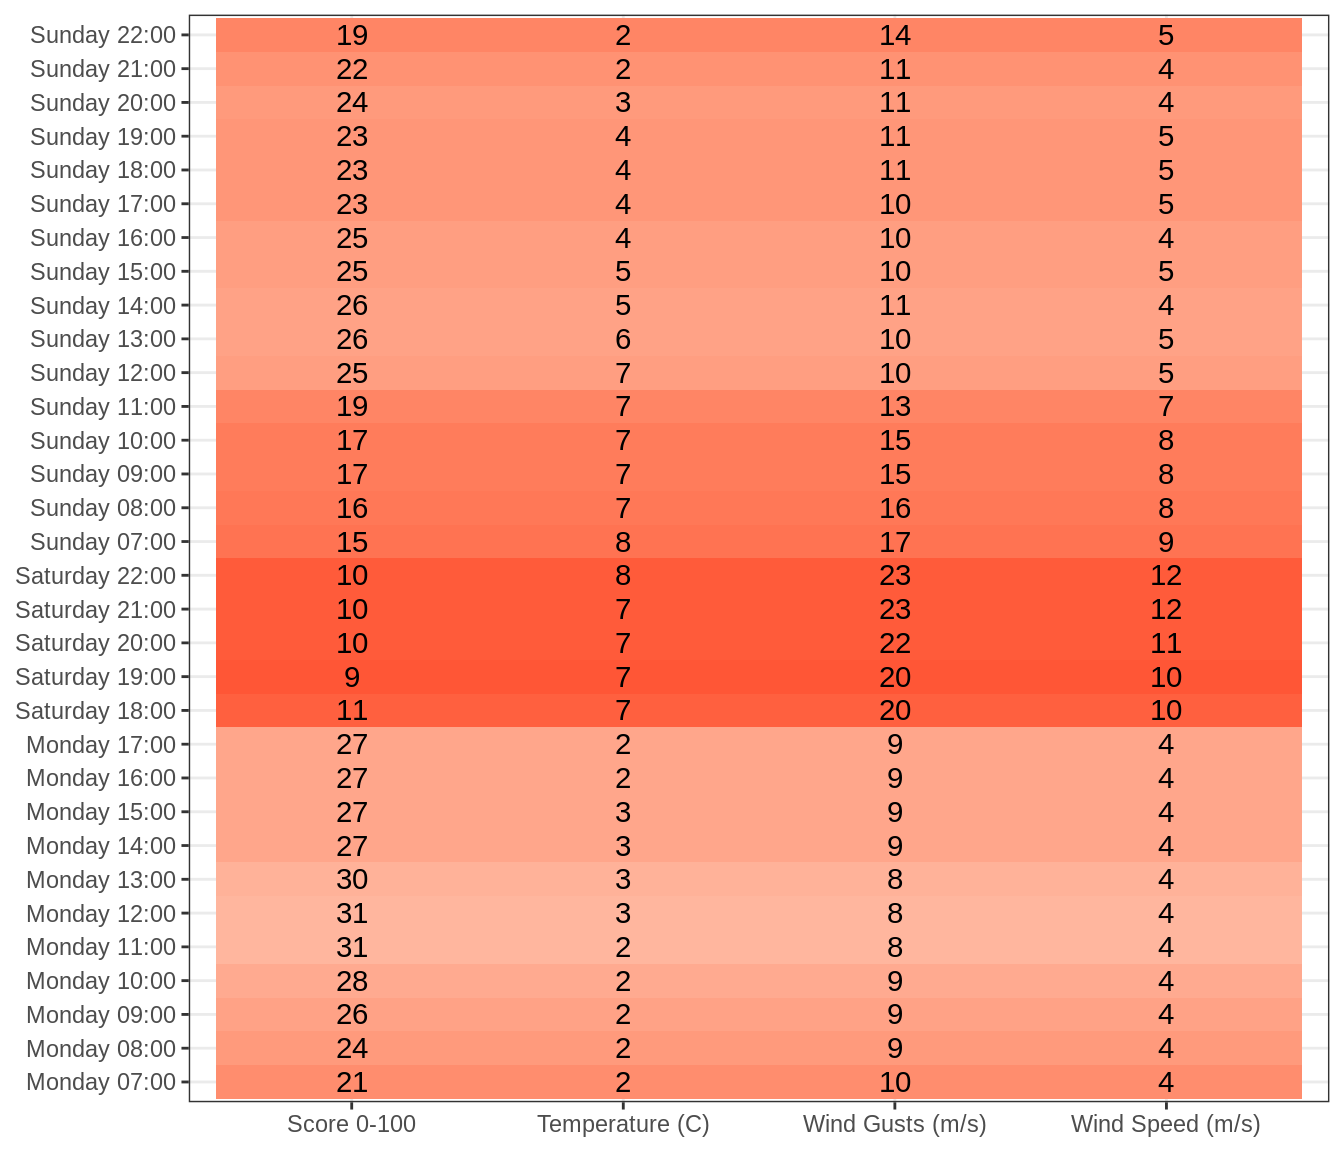 Sunday 22:00 19 2 14 5
Sunday 21:00 22 2 11 4
Sunday 20:00 24 3 11 4
Sunday 19:00 23 4 11 5
Sunday 18:00 23 4 11 5
Sunday 17:00 23 4 10 5
Sunday 16:00 25 4 10 4
Sunday 15:00 25 5 10 5
Sunday 14:00 26 5 11 4
Sunday 13:00 26 6 10 5
Sunday 12:00 25 7 10 5
Sunday 11:00 19 7 13 7
Sunday 10:00 17 7 15 8
Sunday 09:00 17 7 15 8
Sunday 08:00 16 7 16 8
Sunday 07:00 15 8 17 9
Saturday 22:00 10 8 23 12
Saturday 21:00 10 7 23 12
Saturday 20:00 10 7 22 11
Saturday 19:00 9 7 20 10
Saturday 18:00 11 7 20 10
Monday 17:00 27 2 9 4
Monday 16:00 27 2 9 4
Monday 15:00 27 3 9 4
Monday 14:00 27 3 9 4
Monday 13:00 30 3 8 4
Monday 12:00 31 3 8 4
Monday 11:00 31 2 8 4
Monday 10:00 28 2 9 4
Monday 09:00 26 2 9 4
Monday 08:00 24 2 9 4
Monday 07:00 21 2 10 4
Score 0-100 Temperature (C) Wind Gusts (m/s) Wind Speed (m/s)